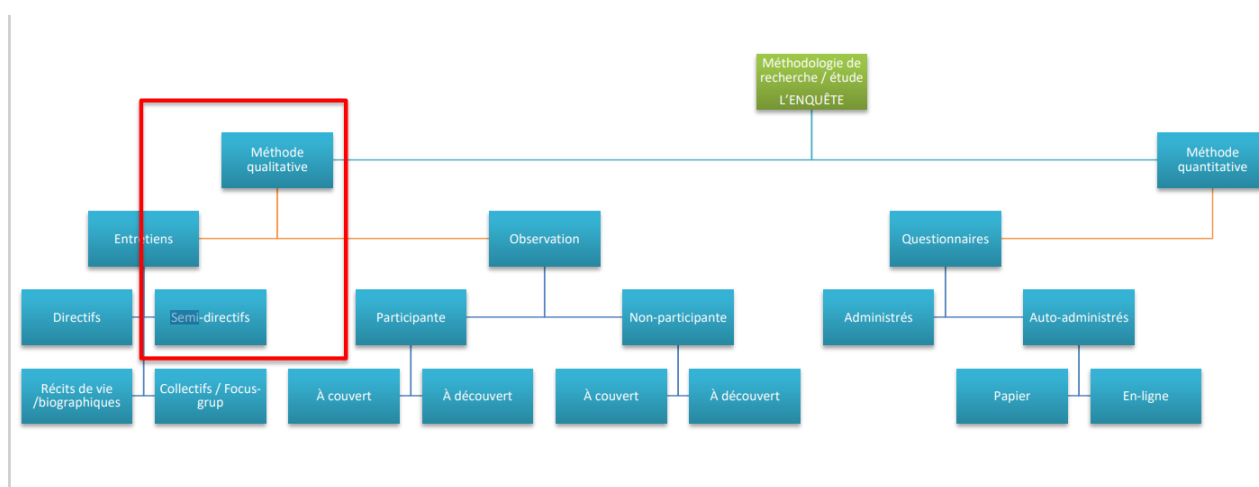 Méthodologie de
recherche / étude
L'ENQUÊTE
Méthode
qualitative
Méthode
quantitative
Entretiens
Observation
Questionnaires
Directifs
Semi-directifs
Participante
Non-participante
Administrés
Auto-administrés
Récits de vie
/biographiques
Collectifs / Focus-
grup
À couvert
À découvert
À couvert
À découvert
Papier
En-ligne